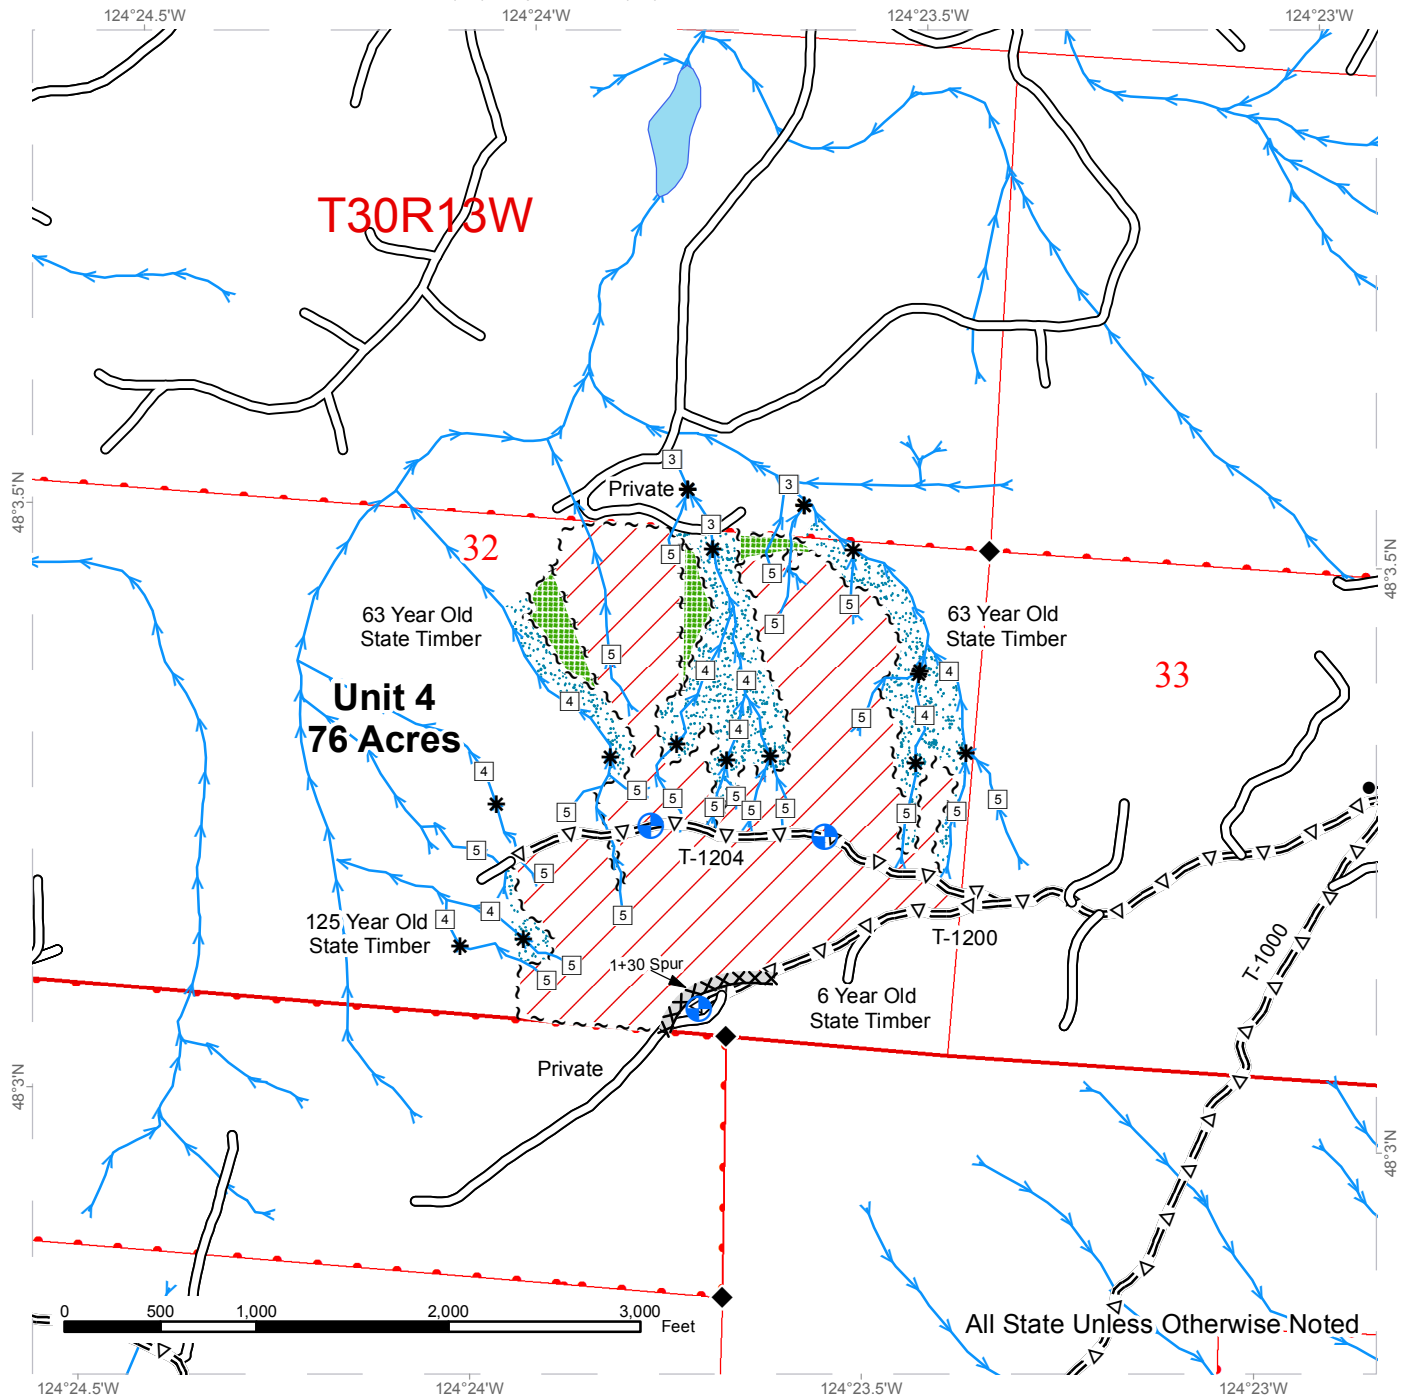 124°24.5'W
124°24'W
124°23.5'W
124°23'W
T30R13W
48°3.5'N
3
Private
3
3
32
5
5
48°3.5'N
63 Year Old
State Timber
5
5
63 Year Old
State Timber
5
4
4
4
33
Unit 4
76 Acres
4
4
5
4
4
5
5
5
5
5
5
5
5
5
5
T-1204
5
5
5
4
4
125 Year Old
State Timber
T-1200
T-1000
5
5
1+30 Spur
6 Year Old
State Timber
Private
48°3'N
48°3'N
0
500
1,000
2,000
3,000
Feet
All State Unless Otherwise Noted
124°24.5'W
124°24'W
124°23.5'W
124°23'W